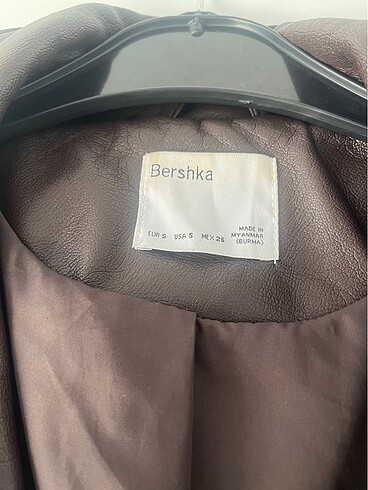 Bershka
EUR S USA S MEX 26
MADE IN
MYANMAR
(BURMA)